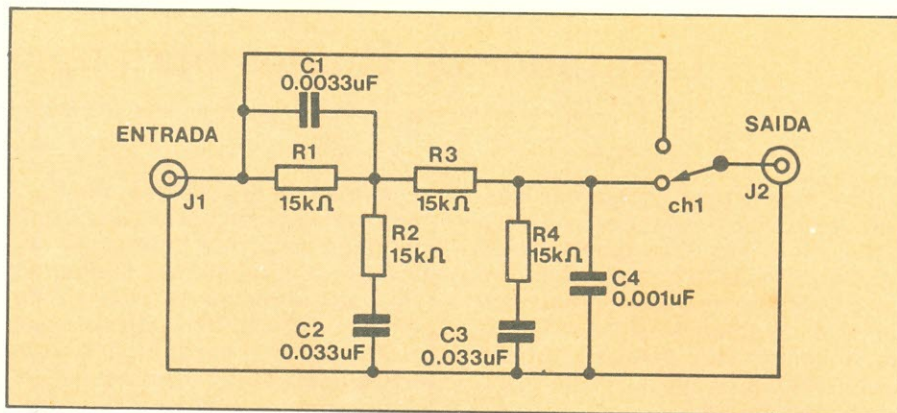 C1
0.0033uF
ENTRADA
SAIDA
R1
R3
J1
15kΩ
15kΩ
ch1
J2
R2
15kΩ
R4
15kΩ
C4
0.001uF
C2
0.033uF
C3
0.033uF